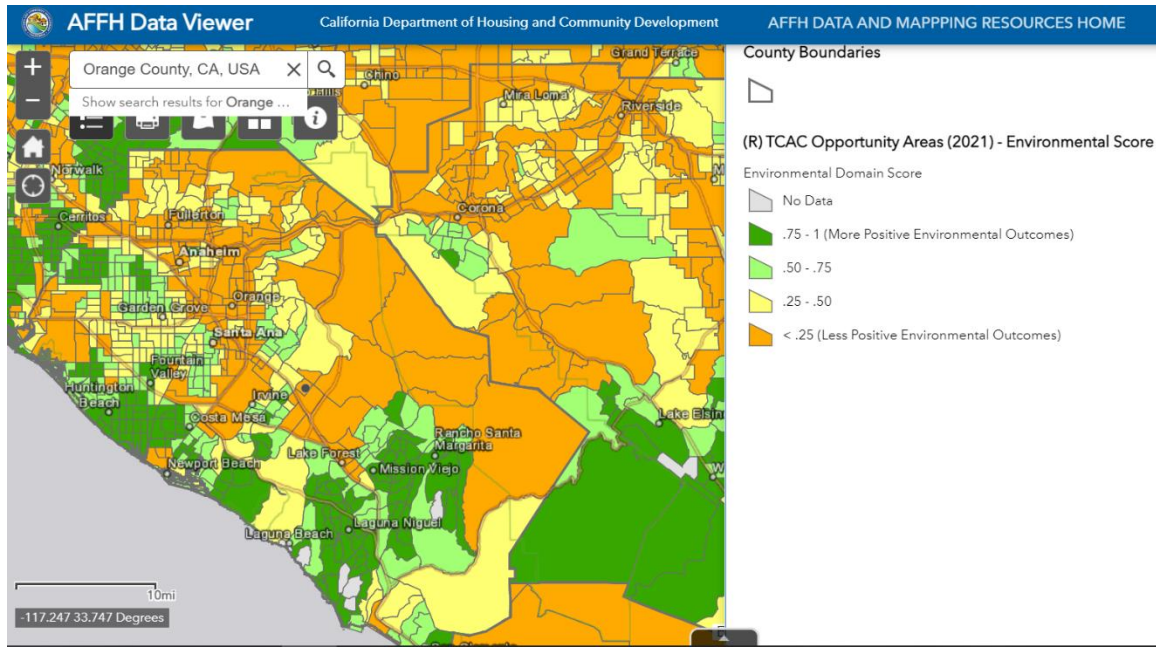 AFFH Data Viewer
California Department of Housing and Community Development
AFFH DATA AND MAPPPING RESOURCES HOME
+
−
Orange County, CA, USA
Show search results for Orange ...
Grand Terrace
Chino
Mira Loma
Riverside
Norwalk
Cerritos
Fullerton
Corona
Anaheim
Orange
Garden Grove
Santa Ana
Fountain
Valley
Huntington
Beach
Irvine
Costa Mesa
Lake Elsin
Rancho Santa
Margarita
Lake Forest
Newport Beach
Mission Viejo
Laguna Niguel
Laguna Beach
10mi
-117.247 33.747 Degrees
County Boundaries
(R) TCAC Opportunity Areas (2021) - Environmental Score
Environmental Domain Score
No Data
.75 - 1 (More Positive Environmental Outcomes)
.50 - .75
.25 - .50
< .25 (Less Positive Environmental Outcomes)